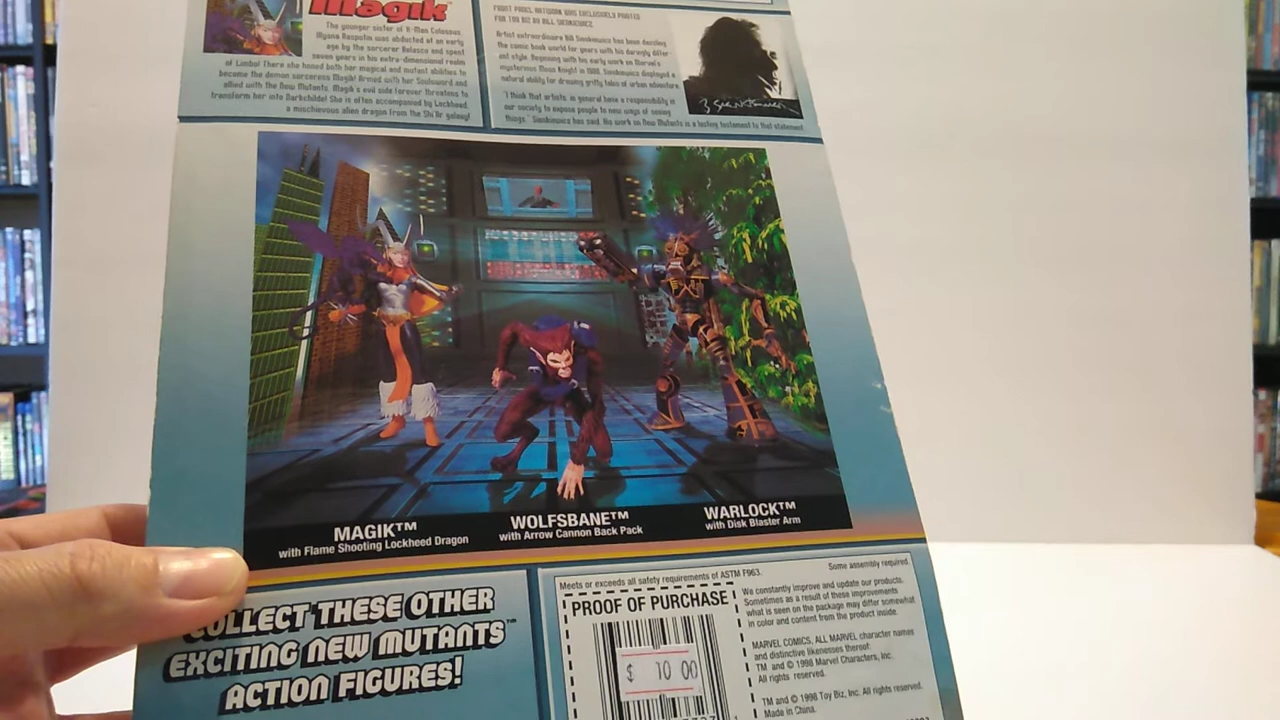 Magik
The younger sister of X-Man Colossus,
Illyana Rasputin was abducted at an early
age by the sorcerer Belasco and spent
seven years in his extra-dimensional realm
of Limbo! There she honed both her magical and mutant abilities to
become the demon sorceress Magik! Armed with her Soulsword and
allied with the New Mutants, Magik's evil side forever threatens to
transform her into Darkchilde! She is often accompanied by Lockheed,
a mischievous alien dragon from the Shi'Ar galaxy!
FRONT PANEL ARTWORK WAS EXCLUSIVELY PAINTED
FOR TOY BIZ BY BILL SIENKIEWICZ
Artist extraordinaire Bill Sienkiewicz has been dazzling
the comic book world for years with his daringly differ-
ent style. Beginning with his early work on Marvel's
mysterious Moon Knight in 1980, Sienkiewicz displayed a
natural ability for drawing gritty tales of urban adventure.
"I think that artists, in general have a responsibility in
our society to expose people to new ways of seeing
things," Sienkiewicz has said. His work on New Mutants is a lasting testament to that statement.
MAGIK™
with Flame Shooting Lockheed Dragon
WOLFSBANE™
with Arrow Cannon Back Pack
WARLOCK™
with Disk Blaster Arm
COLLECT THESE OTHER
EXCITING NEW MUTANTS™
ACTION FIGURES!
Meets or exceeds all safety requirements of ASTM F963.
Some assembly required.
PROOF OF PURCHASE
$ 10 00
We constantly improve and update our products.
Sometimes as a result of these improvements
what is seen on the package may differ somewhat
in color and content from the product inside.
MARVEL COMICS, ALL MARVEL character names
and distinctive likenesses thereof:
TM and © 1998 Marvel Characters, Inc.
All rights reserved.
TM and © 1998 Toy Biz, Inc. All rights reserved.
Made in China.